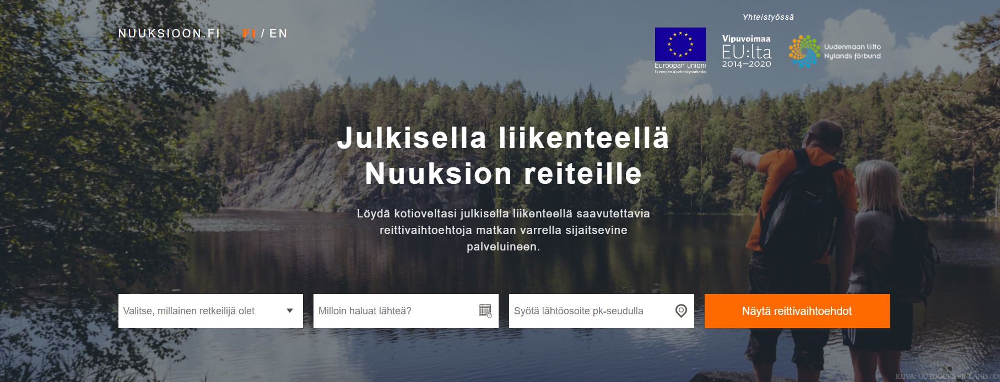 NUUKSIOON.FI FI / EN
Yhteistyössä
Euroopan unioni
Euroopan aluekehitysrahasto
Vipuvoimaa
EU:lta
2014–2020
Uudenmaan liitto
Nylands förbund
Julkisella liikenteellä
Nuuksion reiteille
Löydä kotioveltasi julkisella liikenteellä saavutettavia
reittivaihtoehtoja matkan varrella sijaitsevine
palveluineen.
Valitse, millainen retkeilijä olet
Milloin haluat lähteä?
Syötä lähtöosoite pk-seudulla
Näytä reittivaihtoehdot
KUVA: OUTDOORS FINLAND / CO